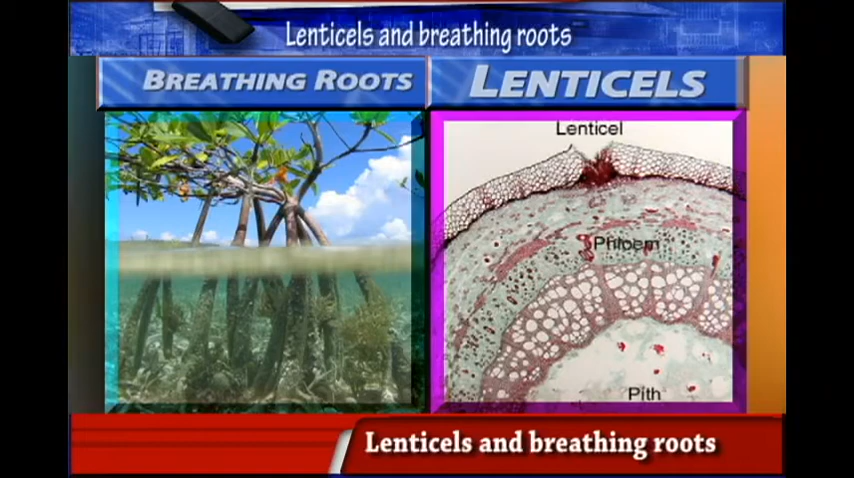 Lenticels and breathing roots
BREATHING ROOTS
LENTICELS
Lenticel
Phloem
Pith
Lenticels and breathing roots